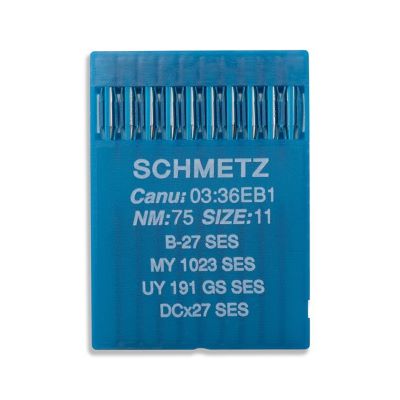 SCHMETZ
Canu: 03:36EB1
NM:75 SIZE:11
B-27 SES
MY 1023 SES
UY 191 GS SES
DCx27 SES